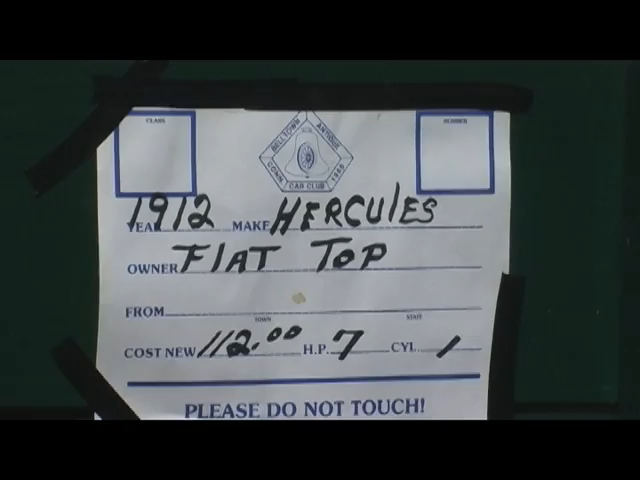 CLASS NUMBER
BELLTOWN ANTIQUE
CONN. 1965
CAR CLUB
YEAR 1912 MAKE HERCULES
OWNER FLAT TOP
FROM
TOWN STATE
COST NEW 112.00 H.P. 7 CYL. 1
PLEASE DO NOT TOUCH!